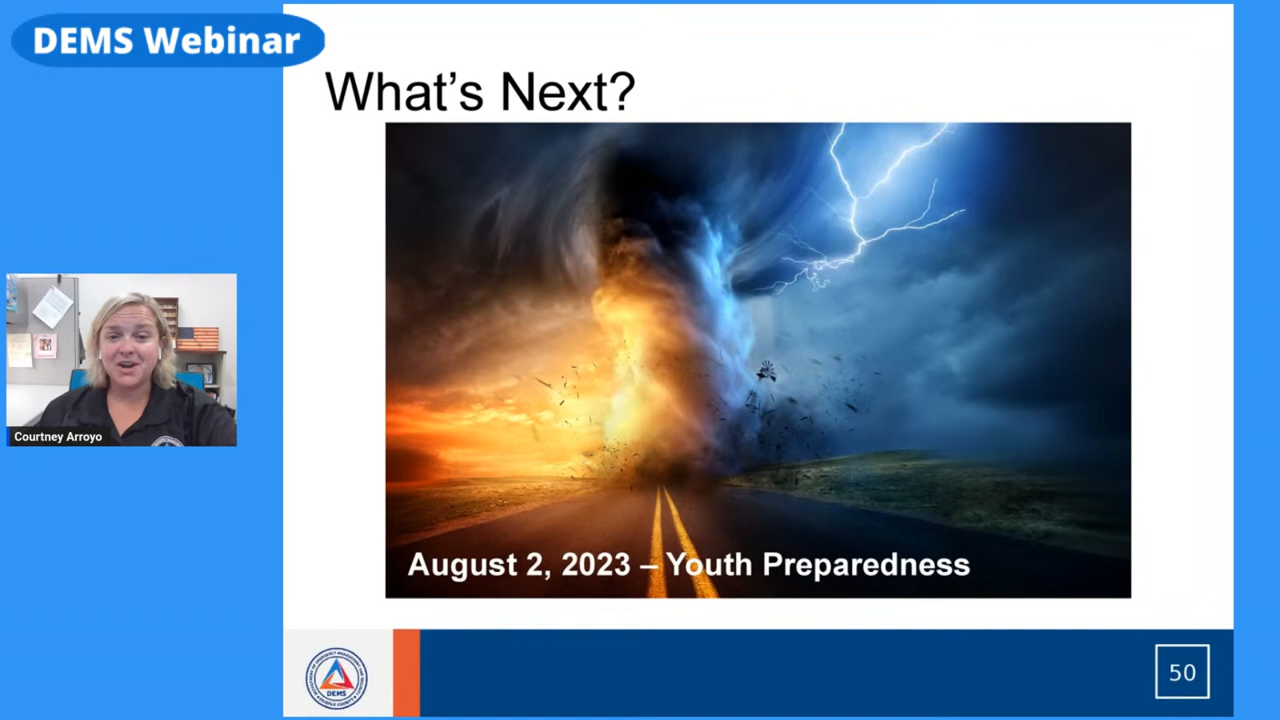 DEMS Webinar
What's Next?
August 2, 2023 – Youth Preparedness
Courtney Arroyo
DEMS
50